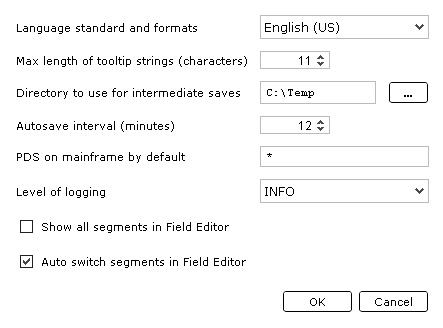 Language standard and formats English (US)
Max length of tooltip strings (characters) 11
Directory to use for intermediate saves C:\Temp ...
Autosave interval (minutes) 12
PDS on mainframe by default *
Level of logging INFO
Show all segments in Field Editor
Auto switch segments in Field Editor
OK Cancel